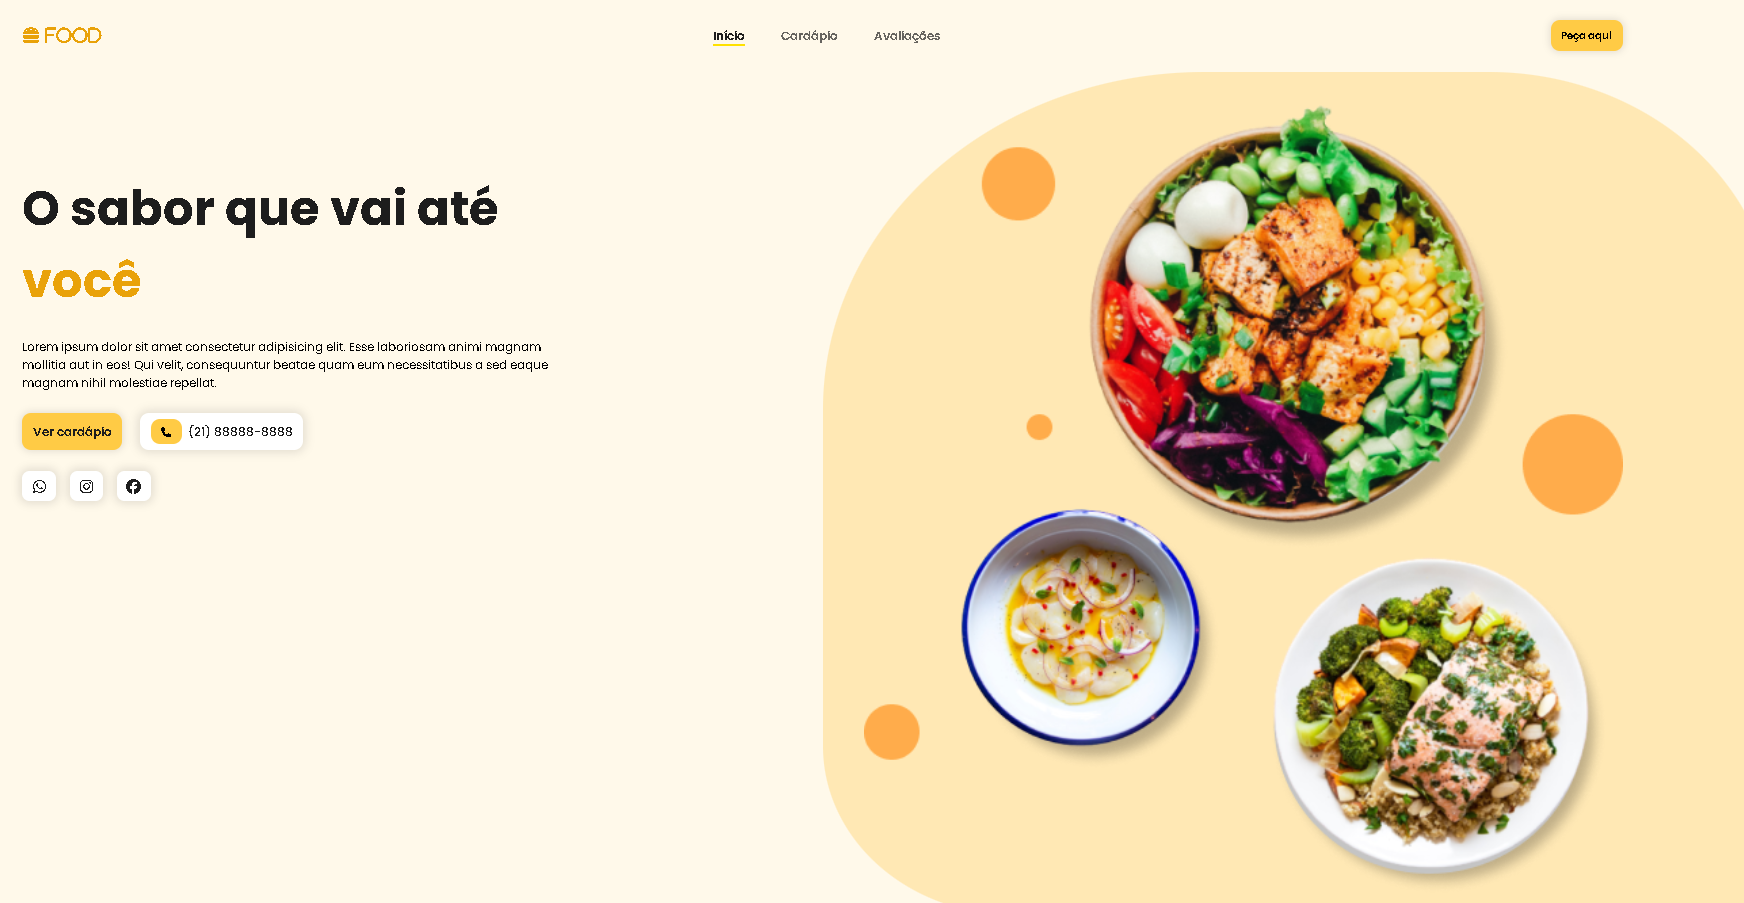 FOOD
Início
Cardápio
Avaliações
Peça aqui
O sabor que vai até
você
Lorem ipsum dolor sit amet consectetur adipisicing elit. Esse laboriosam animi magnam
mollitia aut in eos! Qui velit, consequuntur beatae quam eum necessitatibus a sed eaque
magnam nihil molestiae repellat.
Ver cardápio
(21) 88888-8888